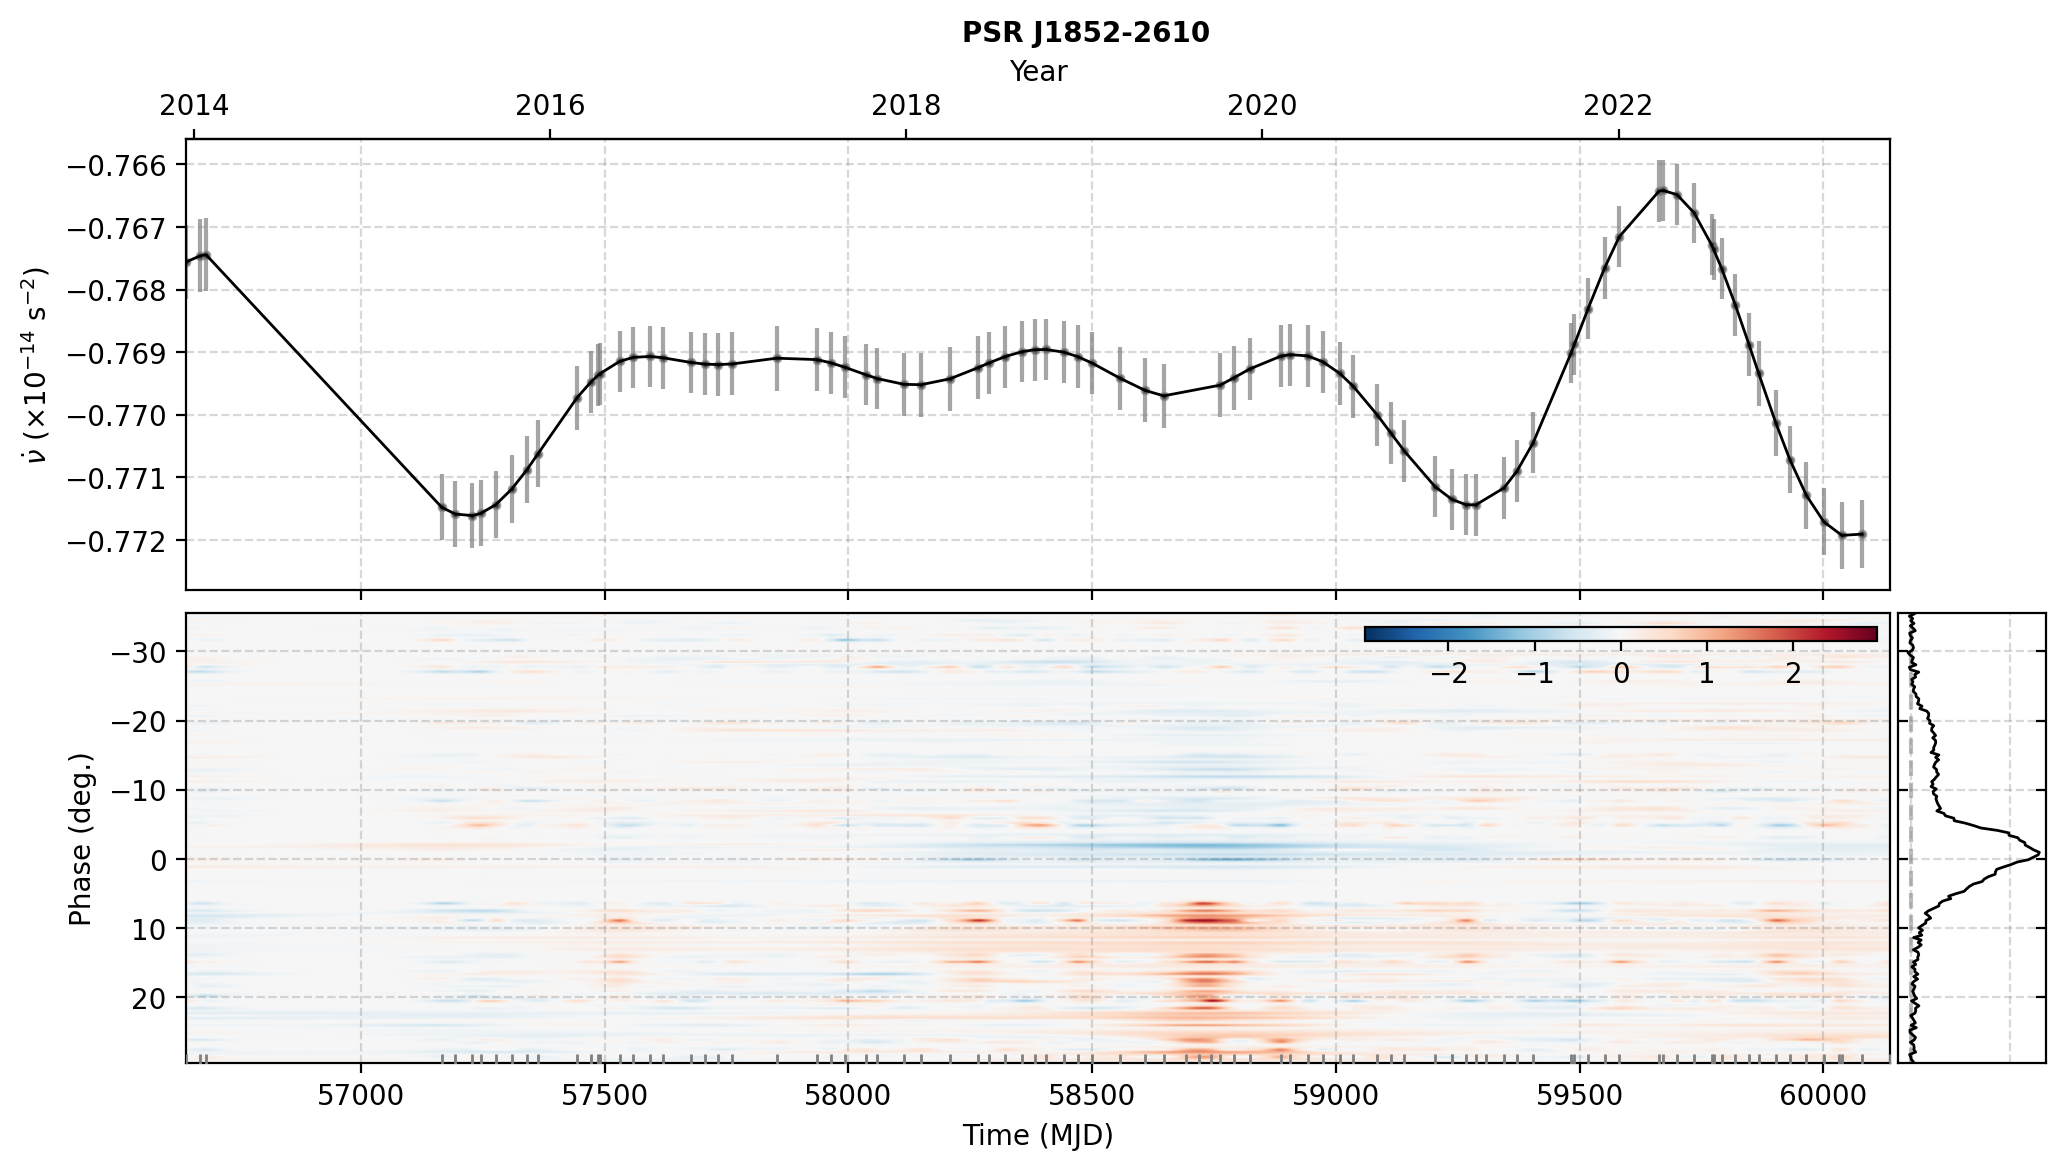 PSR J1852-2610
Year
2014 2016 2018 2020 2022
−0.766
−0.767
−0.768
−0.769
−0.770
−0.771
−0.772
ν̇ (×10⁻¹⁴ s⁻²)
−2 −1 0 1 2
−30
−20
−10
0
10
20
Phase (deg.)
57000 57500 58000 58500 59000 59500 60000
Time (MJD)